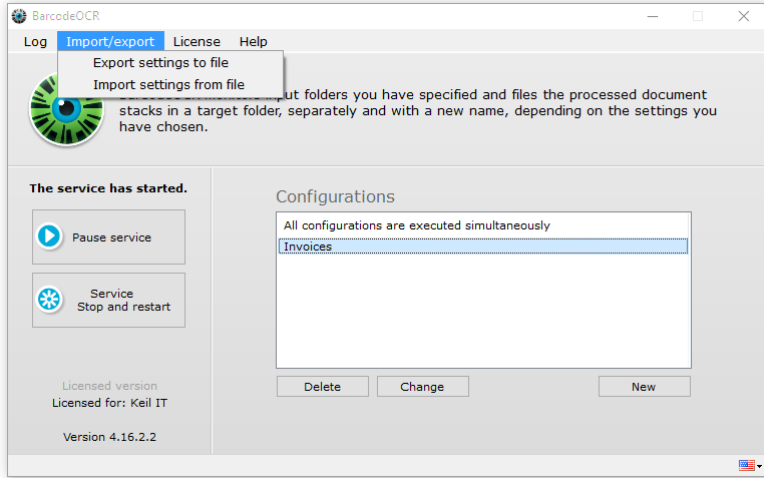 BarcodeOCR
Log Import/export License Help
Export settings to file
Import settings from file
put folders you have specified and files the processed document
stacks in a target folder, separately and with a new name, depending on the settings you
have chosen.
The service has started.
Configurations
All configurations are executed simultaneously
Invoices
Pause service
Service
Stop and restart
Delete Change New
Licensed version
Licensed for: Keil IT
Version 4.16.2.2